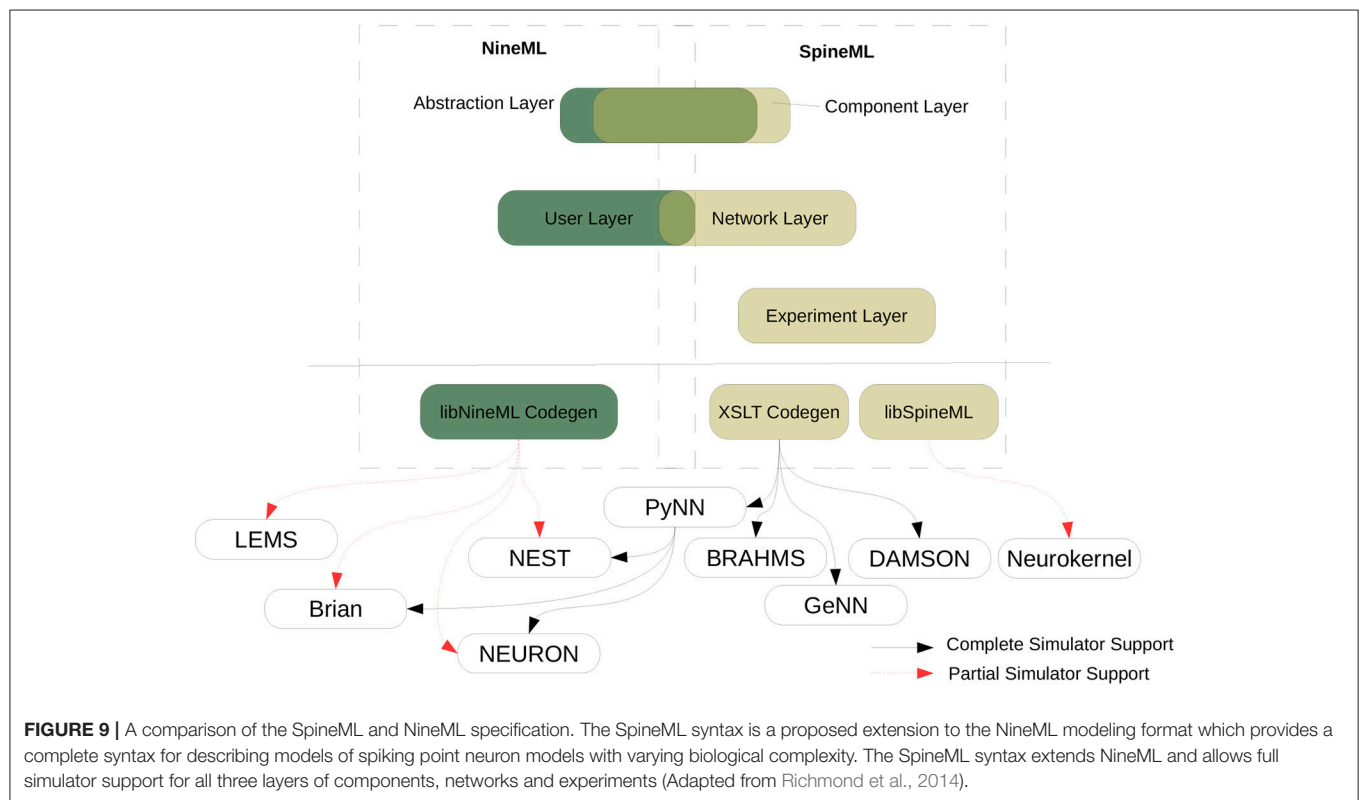 NineML
SpineML
Abstraction Layer
Component Layer
User Layer
Network Layer
Experiment Layer
libNineML Codegen
XSLT Codegen
libSpineML
PyNN
LEMS
NEST
BRAHMS
DAMSON
Neurokernel
Brian
GeNN
NEURON
Complete Simulator Support
Partial Simulator Support
FIGURE 9 | A comparison of the SpineML and NineML specification. The SpineML syntax is a proposed extension to the NineML modeling format which provides a
complete syntax for describing models of spiking point neuron models with varying biological complexity. The SpineML syntax extends NineML and allows full
simulator support for all three layers of components, networks and experiments (Adapted from Richmond et al., 2014).